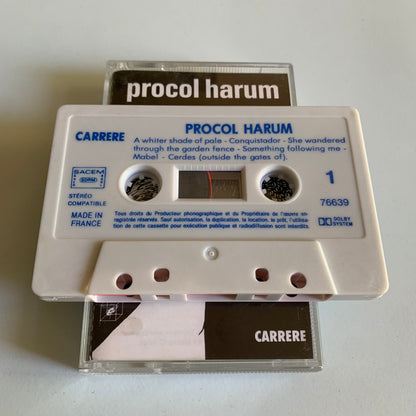 procol harum
PROCOL HARUM
CARRERE
A whiter shade of pale - Conquistador - She wandered
through the garden fence - Something following me -
Mabel - Cerdes (outside the gates of).
SACEM
SDRM
STÉRÉO
COMPATIBLE
1
76639
MADE IN
FRANCE
DOLBY
SYSTEM
Tous droits du Producteur phonographique et du Propriétaire de l'œuvre en-
registrée réservés. Sauf autorisation, la duplication, la location, le prêt, l'utilisa-
tion de cette cassette pour exécution publique et radiodiffusion sont interdits.
CARRERE